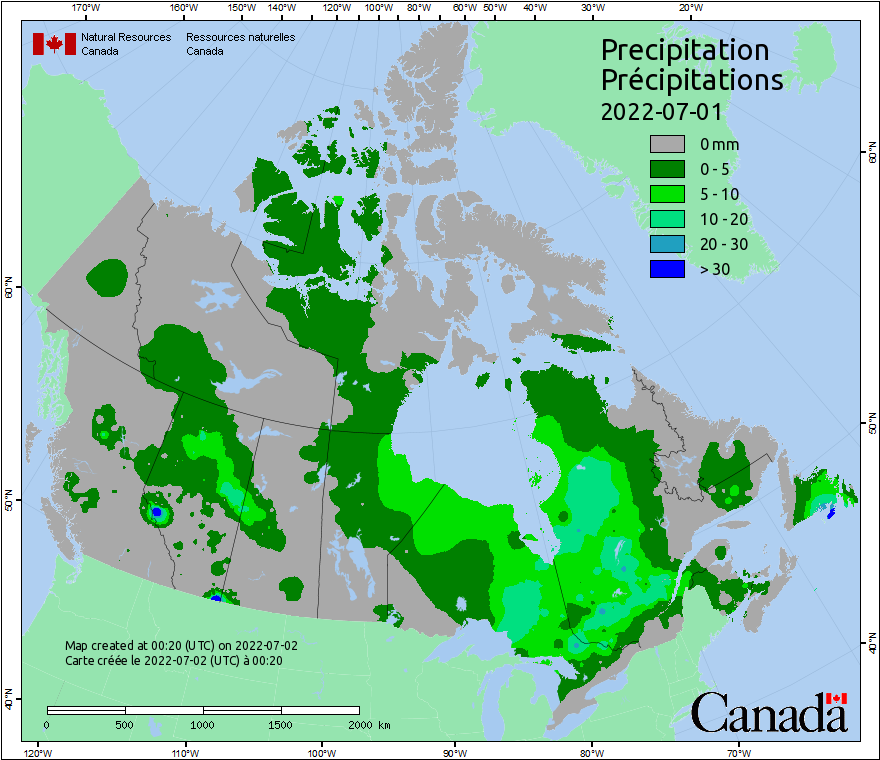 170°W 160°W 150°W 140°W 130°W 120°W 110°W 100°W 90°W 80°W 70°W 60°W 50°W 40°W 30°W 20°W
Natural Resources Canada
Ressources naturelles Canada
Precipitation
Précipitations
2022-07-01
0 mm
0 - 5
5 - 10
10 - 20
20 - 30
> 30
60°N
50°N
40°N
60°N
50°N
40°N
Map created at 00:20 (UTC) on 2022-07-02
Carte créée le 2022-07-02 (UTC) à 00:20
0 500 1000 1500 2000 km
Canada
120°W 110°W 100°W 90°W 80°W 70°W